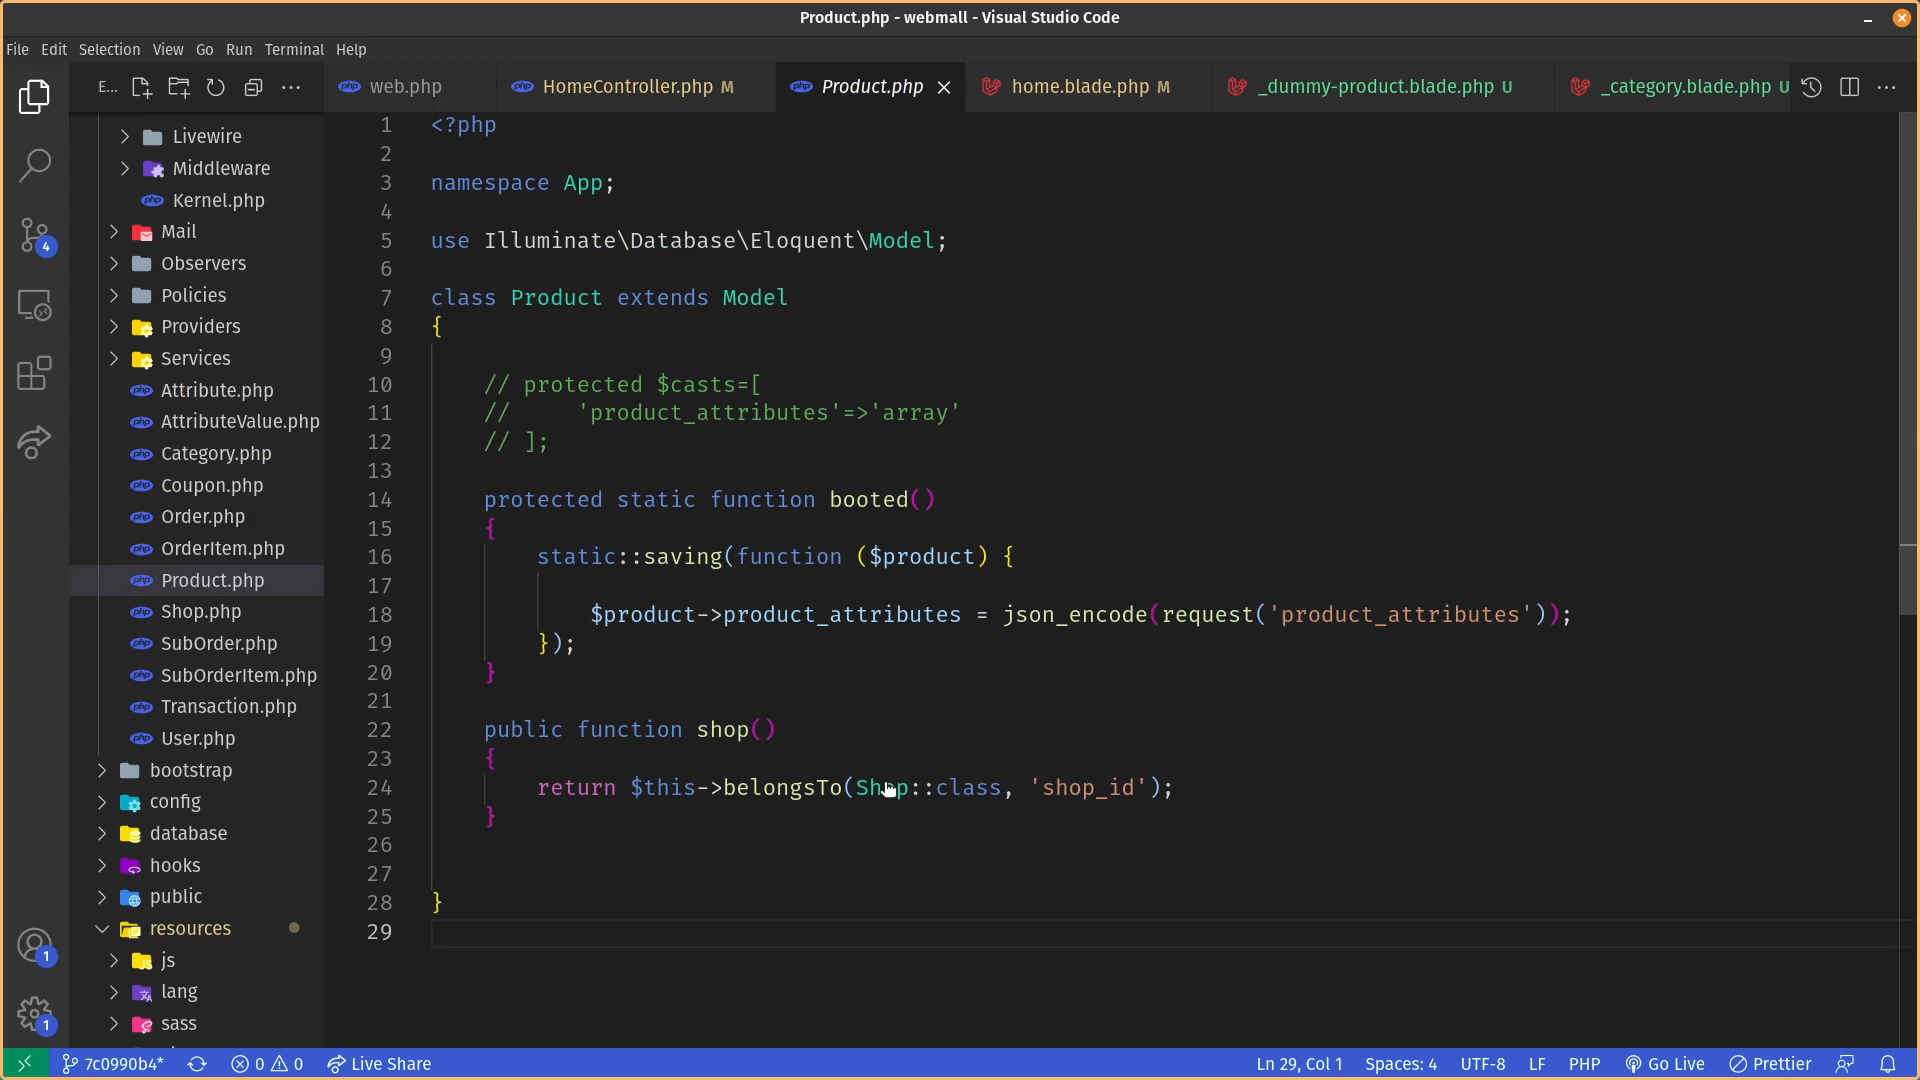 Product.php - webmall - Visual Studio Code
File Edit Selection View Go Run Terminal Help
E...
web.php
HomeController.php M
Product.php
home.blade.php M
_dummy-product.blade.php U
_category.blade.php U
Livewire
Middleware
Kernel.php
Mail
Observers
Policies
Providers
Services
Attribute.php
AttributeValue.php
Category.php
Coupon.php
Order.php
OrderItem.php
Product.php
Shop.php
SubOrder.php
SubOrderItem.php
Transaction.php
User.php
bootstrap
config
database
hooks
public
resources
js
lang
sass
4
1
1
1 <?php
2
3 namespace App;
4
5 use Illuminate\Database\Eloquent\Model;
6
7 class Product extends Model
8 {
9
10 // protected $casts=[
11 //     'product_attributes'=>'array'
12 // ];
13
14 protected static function booted()
15 {
16 static::saving(function ($product) {
17
18 $product->product_attributes = json_encode(request('product_attributes'));
19 });
20 }
21
22 public function shop()
23 {
24 return $this->belongsTo(Shop::class, 'shop_id');
25 }
26
27
28 }
29
7c0990b4* 0 0 Live Share Ln 29, Col 1 Spaces: 4 UTF-8 LF PHP Go Live Prettier